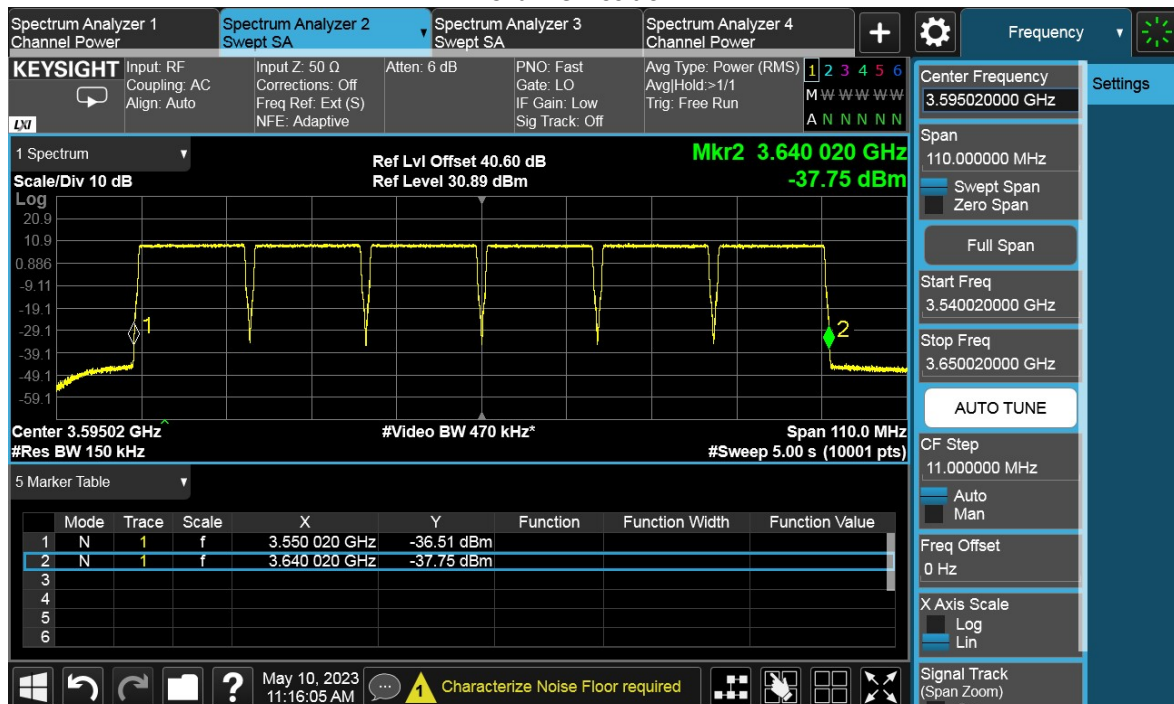 Spectrum Analyzer 1
Channel Power
Spectrum Analyzer 2
Swept SA
Spectrum Analyzer 3
Swept SA
Spectrum Analyzer 4
Channel Power
+
Frequency
KEYSIGHT
LXI
Input: RF
Coupling: AC
Align: Auto
Input Z: 50 Ω
Corrections: Off
Freq Ref: Ext (S)
NFE: Adaptive
Atten: 6 dB
PNO: Fast
Gate: LO
IF Gain: Low
Sig Track: Off
Avg Type: Power (RMS)
Avg|Hold:>1/1
Trig: Free Run
1 2 3 4 5 6
M W W W W W
A N N N N N
1 Spectrum
Scale/Div 10 dB
Ref Lvl Offset 40.60 dB
Ref Level 30.89 dBm
Mkr2 3.640 020 GHz
-37.75 dBm
Log
20.9
10.9
0.886
-9.11
-19.1
-29.1
-39.1
-49.1
-59.1
1
2
Center 3.59502 GHz
#Res BW 150 kHz
#Video BW 470 kHz*
Span 110.0 MHz
#Sweep 5.00 s (10001 pts)
5 Marker Table
Mode Trace Scale X Y Function Function Width Function Value
1 N 1 f 3.550 020 GHz -36.51 dBm
2 N 1 f 3.640 020 GHz -37.75 dBm
3
4
5
6
?
May 10, 2023
11:16:05 AM
1
Characterize Noise Floor required
Center Frequency
3.595020000 GHz
Settings
Span
110.000000 MHz
Swept Span
Zero Span
Full Span
Start Freq
3.540020000 GHz
Stop Freq
3.650020000 GHz
AUTO TUNE
CF Step
11.000000 MHz
Auto
Man
Freq Offset
0 Hz
X Axis Scale
Log
Lin
Signal Track
(Span Zoom)